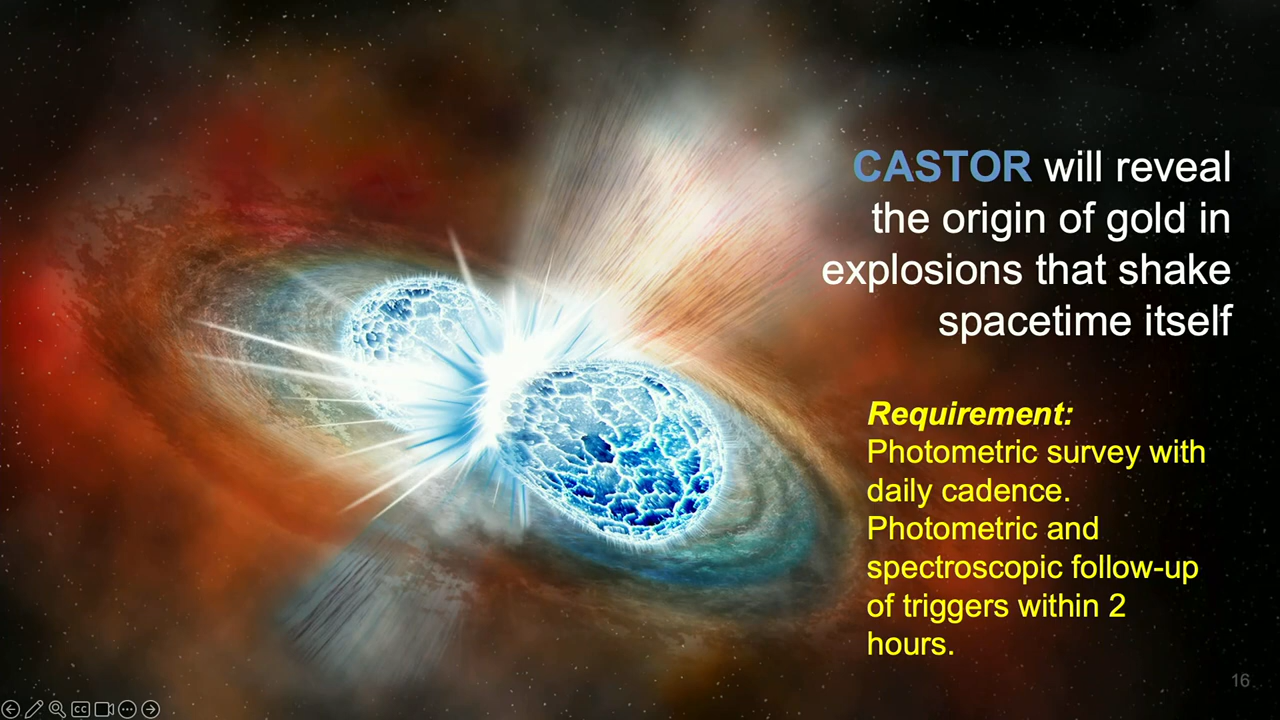 CASTOR will reveal
the origin of gold in
explosions that shake
spacetime itself
Requirement:
Photometric survey with
daily cadence.
Photometric and
spectroscopic follow-up
of triggers within 2
hours.
16
CC